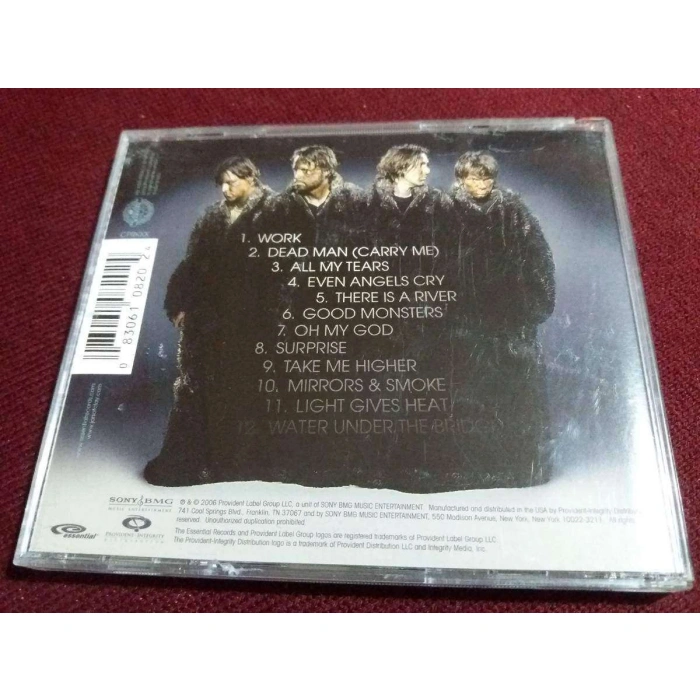 1. WORK
2. DEAD MAN (CARRY ME)
3. ALL MY TEARS
4. EVEN ANGELS CRY
5. THERE IS A RIVER
6. GOOD MONSTERS
7. OH MY GOD
8. SURPRISE
9. TAKE ME HIGHER
10. MIRRORS & SMOKE
11. LIGHT GIVES HEAT
12. WATER UNDER THE BRIDGE
0 83061 0820 2 4
SONY BMG
MUSIC ENTERTAINMENT
essential
PROVIDENT-INTEGRITY
DISTRIBUTION
℗ & © 2006 Provident Label Group LLC, a unit of SONY BMG MUSIC ENTERTAINMENT. Manufactured and distributed in the USA by Provident-Integrity
741 Cool Springs Blvd., Franklin, TN 37067 and by SONY BMG MUSIC ENTERTAINMENT, 550 Madison Avenue, New York, New York, 10022-3211. All rights
reserved. Unauthorized duplication prohibited.
The Essential Records and Provident Label Group logos are registered trademarks of Provident Label Group LLC.
The Provident-Integrity Distribution logo is a trademark of Provident Distribution LLC and Integrity Media, Inc.